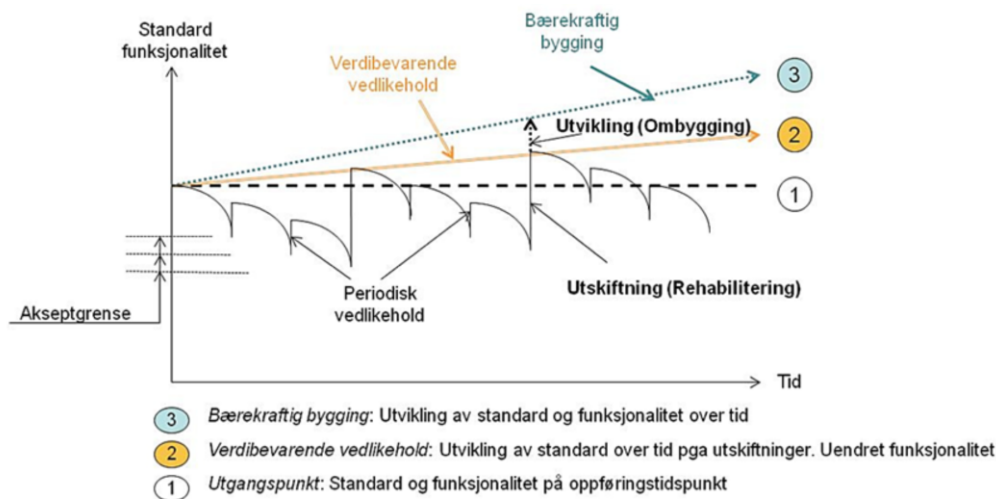 Standard
funksjonalitet
Bærekraftig
bygging
Verdibevarende
vedlikehold
3
Utvikling (Ombygging)
2
1
Akseptgrense
Periodisk
vedlikehold
Utskiftning (Rehabilitering)
Tid
3 Bærekraftig bygging: Utvikling av standard og funksjonalitet over tid
2 Verdibevarende vedlikehold: Utvikling av standard over tid pga utskiftninger. Uendret funksjonalitet
1 Utgangspunkt: Standard og funksjonalitet på oppføringstidspunkt